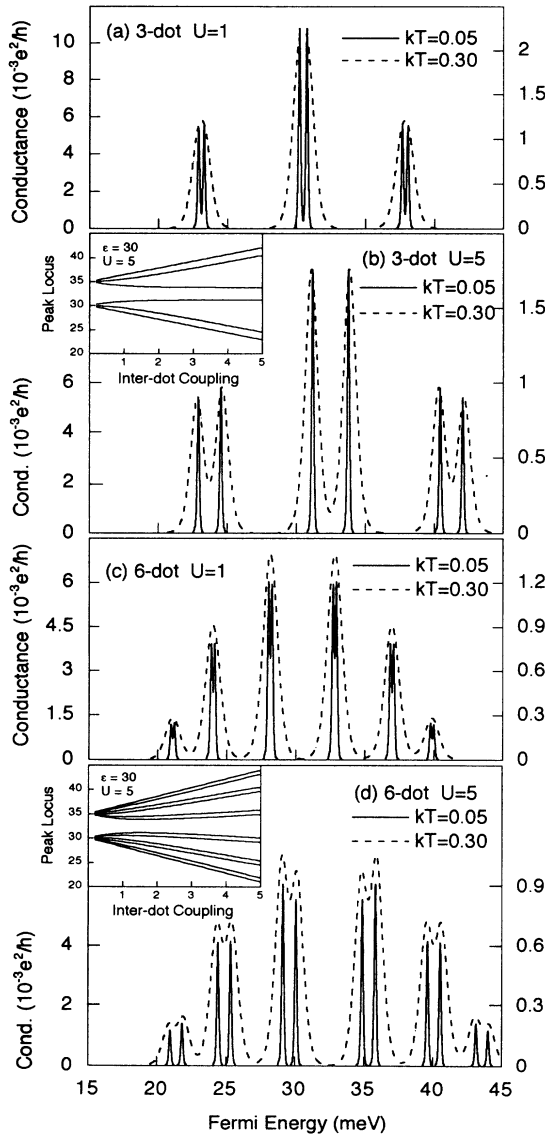 (a) 3-dot U=1
kT=0.05
kT=0.30
Conductance (10⁻³e²/h)
10
8
6
4
2
0
2
1.5
1
0.5
0
15
20
25
30
35
40
45
ε = 30
U = 5
Peak Locus
40
35
30
25
20
1
2
3
4
5
Inter-dot Coupling
(b) 3-dot U=5
kT=0.05
kT=0.30
Cond. (10⁻³e²/h)
6
4
2
0
1.5
1
0.5
0
(c) 6-dot U=1
kT=0.05
kT=0.30
Conductance (10⁻³e²/h)
6
4.5
3
1.5
0
1.2
0.9
0.6
0.3
0
ε = 30
U = 5
Peak Locus
40
35
30
25
20
1
2
3
4
5
Inter-dot Coupling
(d) 6-dot U=5
kT=0.05
kT=0.30
Cond. (10⁻³e²/h)
4
2
0
0.9
0.6
0.3
0
15
20
25
30
35
40
45
Fermi Energy (meV)